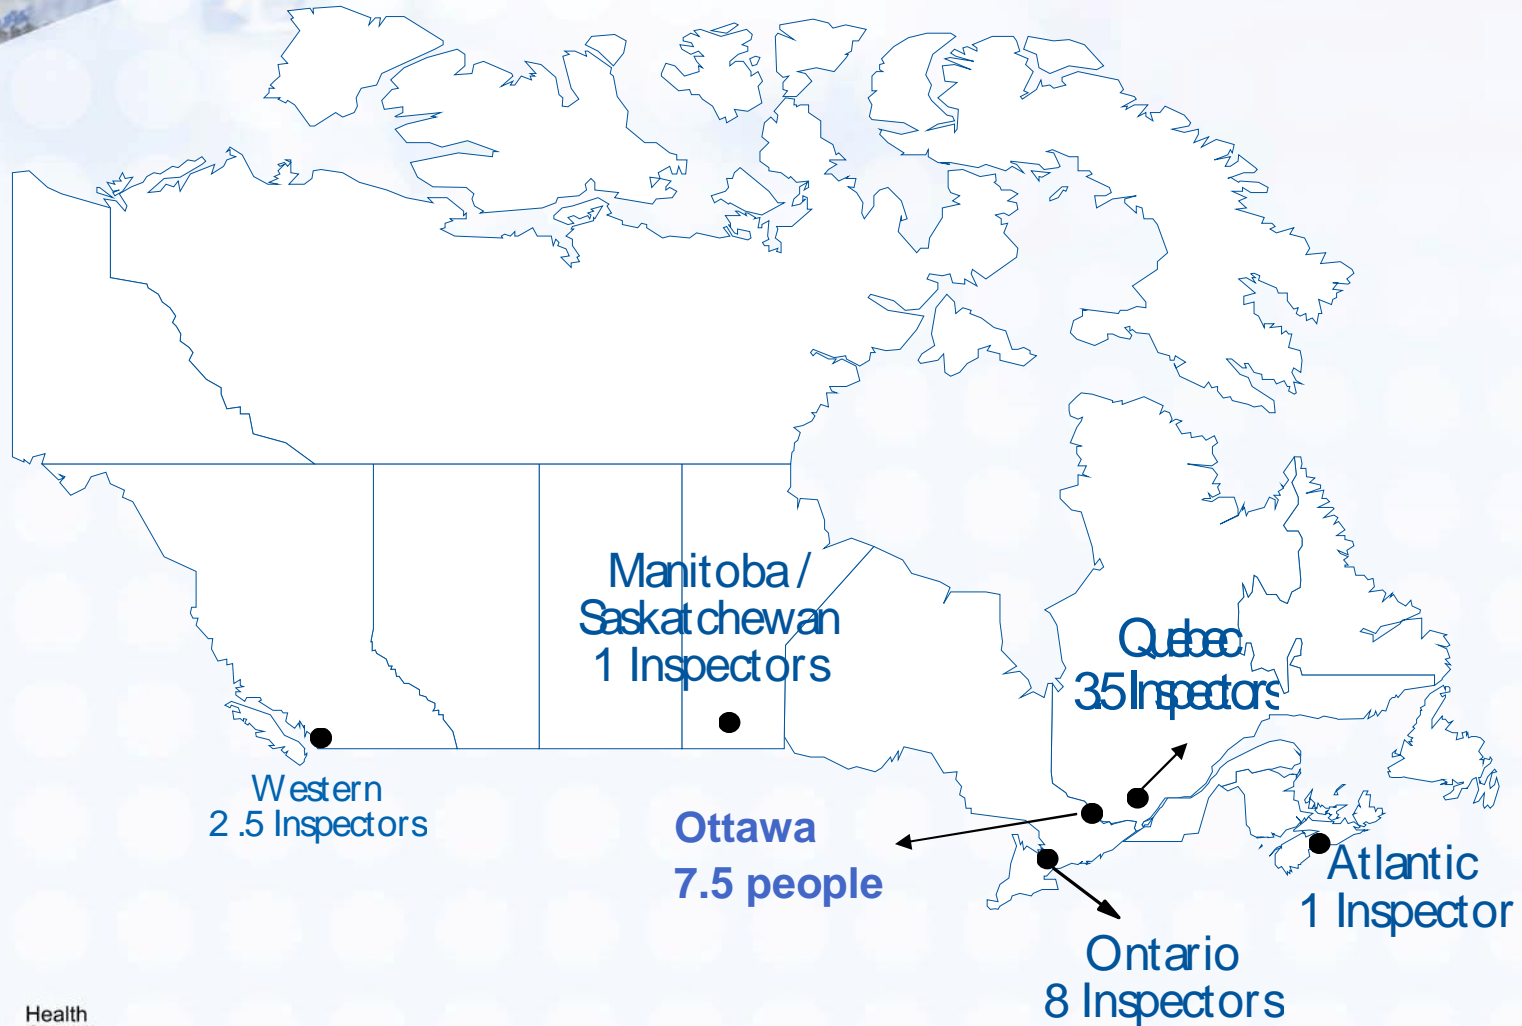 Manitoba /
Saskatchewan
1 Inspectors
Quebec
3.5 Inspectors
Western
2 .5 Inspectors
Ottawa
7.5 people
Atlantic
1 Inspector
Ontario
8 Inspectors
Health